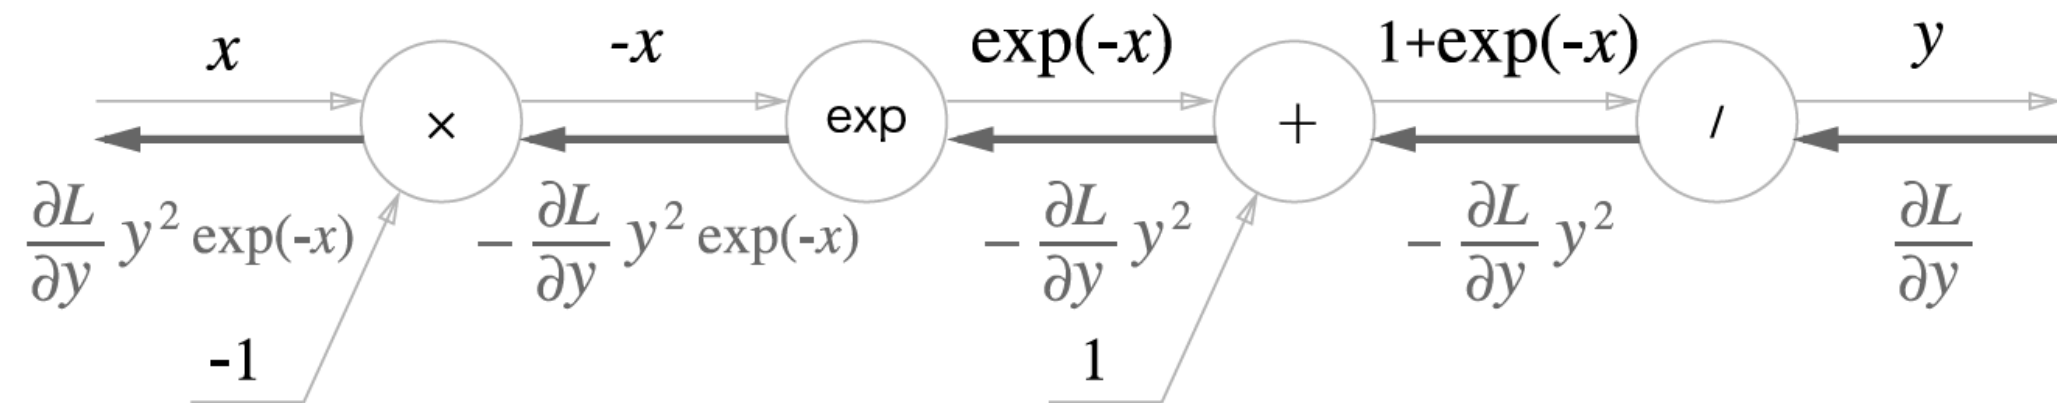 x -x exp(-x) 1+exp(-x) y
× exp + /
∂L/∂y y² exp(-x) − ∂L/∂y y² exp(-x) − ∂L/∂y y² − ∂L/∂y y² ∂L/∂y
-1 1